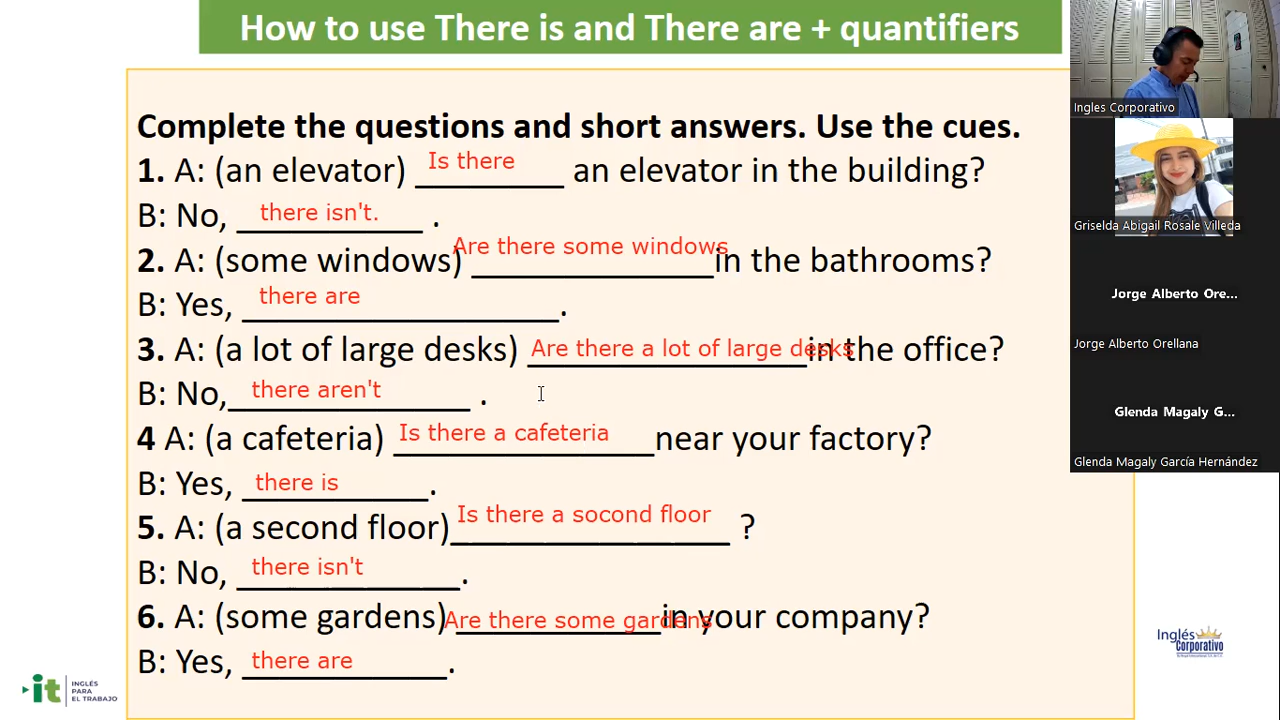 How to use There is and There are + quantifiers
Complete the questions and short answers. Use the cues.
1. A: (an elevator) Is there an elevator in the building?
B: No, there isn't. .
2. A: (some windows) Are there some windows in the bathrooms?
B: Yes, there are .
3. A: (a lot of large desks) Are there a lot of large desks in the office?
B: No, there aren't .
4 A: (a cafeteria) Is there a cafeteria near your factory?
B: Yes, there is .
5. A: (a second floor) Is there a socond floor ?
B: No, there isn't .
6. A: (some gardens) Are there some gardens in your company?
B: Yes, there are .
Ingles Corporativo
Griselda Abigail Rosale Villeda
Jorge Alberto Ore...
Jorge Alberto Orellana
Glenda Magaly G...
Glenda Magaly García Hernández
it INGLÉS
PARA
EL TRABAJO
Inglés
Corporativo